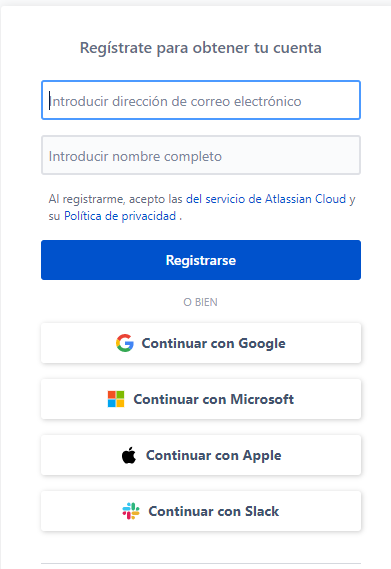 Regístrate para obtener tu cuenta
Introducir dirección de correo electrónico
Introducir nombre completo
Al registrarme, acepto las del servicio de Atlassian Cloud y
su Política de privacidad .
Registrarse
O BIEN
Continuar con Google
Continuar con Microsoft
Continuar con Apple
Continuar con Slack